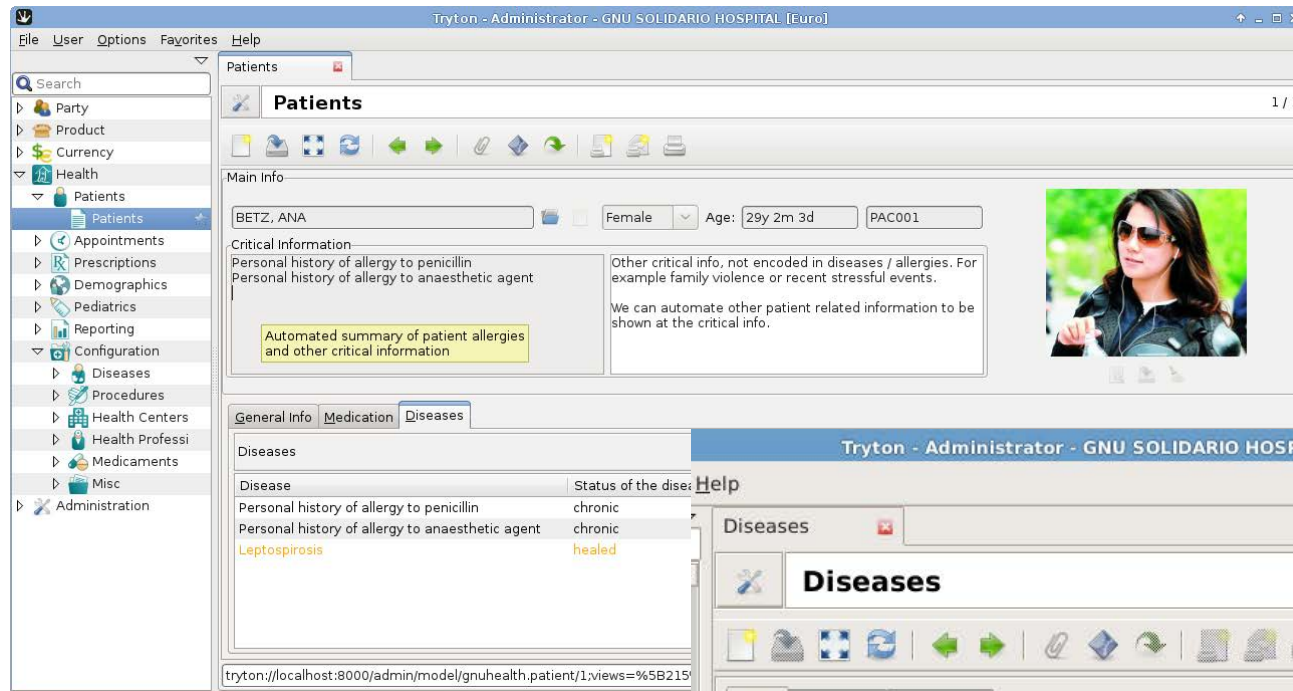 Tryton - Administrator - GNU SOLIDARIO HOSPITAL [Euro]
File User Options Favorites Help
Search
Party
Product
Currency
Health
Patients
Patients
Appointments
Prescriptions
Demographics
Pediatrics
Reporting
Configuration
Diseases
Procedures
Health Centers
Health Professi
Medicaments
Misc
Administration
Patients
Patients
1 /
Main Info
BETZ, ANA
Female
Age: 29y 2m 3d
PAC001
Critical Information
Personal history of allergy to penicillin
Personal history of allergy to anaesthetic agent
Automated summary of patient allergies
and other critical information
Other critical info, not encoded in diseases / allergies. For
example family violence or recent stressful events.
We can automate other patient related information to be
shown at the critical info.
General Info Medication Diseases
Diseases
Disease Status of the disea
Personal history of allergy to penicillin chronic
Personal history of allergy to anaesthetic agent chronic
Leptospirosis healed
tryton://localhost:8000/admin/model/gnuhealth.patient/1;views=%5B215
Tryton - Administrator - GNU SOLIDARIO HOSP
Help
Diseases
Diseases